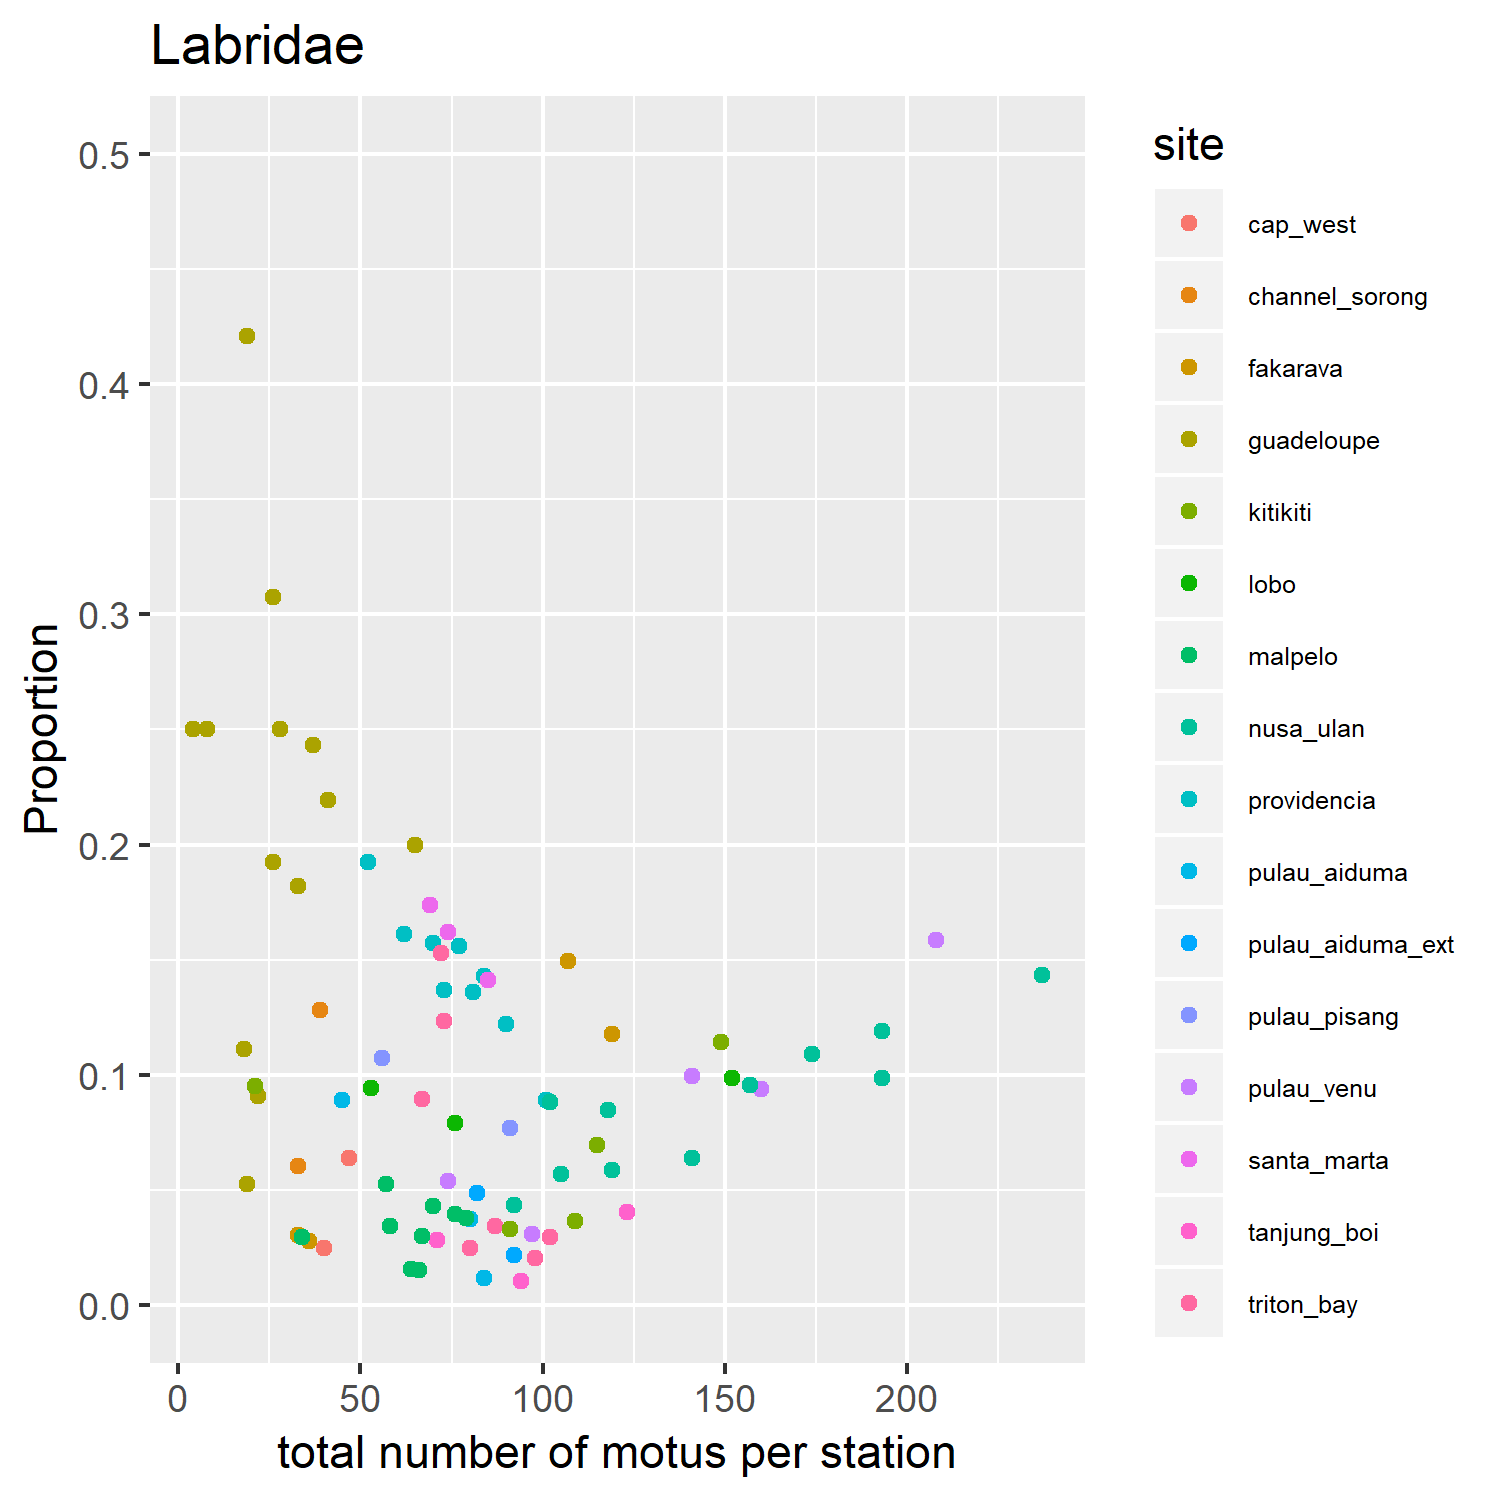 Labridae
0.5
0.4
0.3
0.2
0.1
0.0
Proportion
0 50 100 150 200
total number of motus per station
site
cap_west
channel_sorong
fakarava
guadeloupe
kitikiti
lobo
malpelo
nusa_ulan
providencia
pulau_aiduma
pulau_aiduma_ext
pulau_pisang
pulau_venu
santa_marta
tanjung_boi
triton_bay